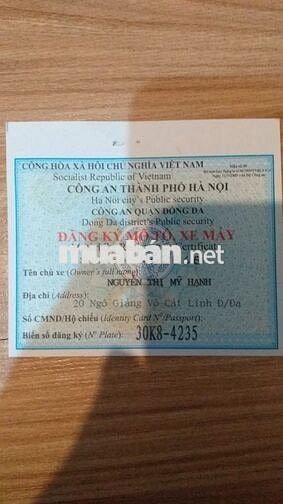 CỘNG HÒA XÃ HỘI CHỦ NGHĨA VIỆT NAM
Socialist Republic of Vietnam
CÔNG AN THÀNH PHỐ HÀ NỘI
Ha Noi city's Public security
CÔNG AN QUẬN ĐỐNG ĐA
Dong Da district's Public security
ĐĂNG KÝ MÔ TÔ, XE MÁY
muaban.net
Certificate
Tên chủ xe (Owner's full name):
NGUYỄN THỊ MỸ HẠNH
Địa chỉ (Address):
20 Ngõ Giảng Võ Cát Linh Đ/Đa
Số CMND/Hộ chiếu (Identity Card N°/Passport):
Biển số đăng ký (N° Plate): 30K8-4235